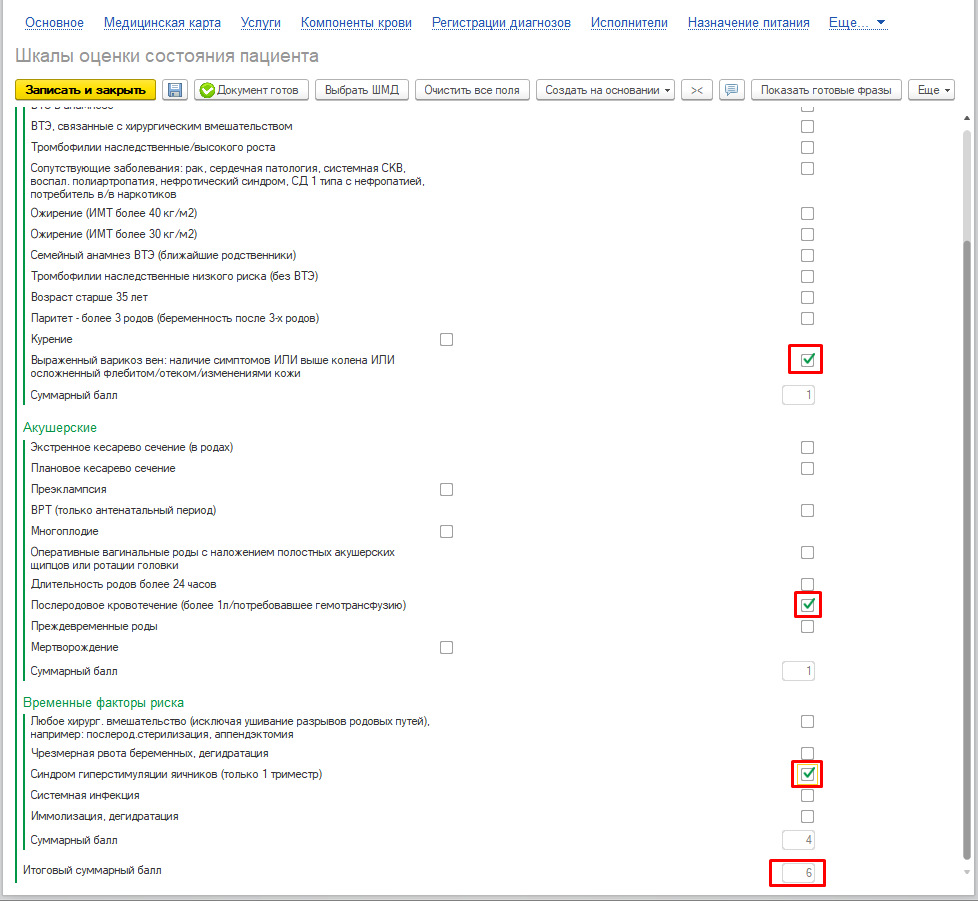 Основное Медицинская карта Услуги Компоненты крови Регистрации диагнозов Исполнители Назначение питания Еще...
Шкалы оценки состояния пациента
Записать и закрыть Документ готов Выбрать ШМД Очистить все поля Создать на основании Показать готовые фразы Еще
ВТЭ, связанные с хирургическим вмешательством
Тромбофилии наследственные/высокого роста
Сопутствующие заболевания: рак, сердечная патология, системная СКВ,
воспал. полиартропатия, нефротический синдром, СД 1 типа с нефропатией,
потребитель в/в наркотиков
Ожирение (ИМТ более 40 кг/м2)
Ожирение (ИМТ более 30 кг/м2)
Семейный анамнез ВТЭ (ближайшие родственники)
Тромбофилии наследственные низкого риска (без ВТЭ)
Возраст старше 35 лет
Паритет - более 3 родов (беременность после 3-х родов)
Курение
Выраженный варикоз вен: наличие симптомов ИЛИ выше колена ИЛИ
осложненный флебитом/отеком/изменениями кожи
Суммарный балл 1
Акушерские
Экстренное кесарево сечение (в родах)
Плановое кесарево сечение
Преэклампсия
ВРТ (только антенатальный период)
Многоплодие
Оперативные вагинальные роды с наложением полостных акушерских
щипцов или ротации головки
Длительность родов более 24 часов
Послеродовое кровотечение (более 1л/потребовавшее гемотрансфузию)
Преждевременные роды
Мертворождение
Суммарный балл 1
Временные факторы риска
Любое хирург. вмешательство (исключая ушивание разрывов родовых путей),
например: послерод.стерилизация, аппендэктомия
Чрезмерная рвота беременных, дегидратация
Синдром гиперстимуляции яичников (только 1 триместр)
Системная инфекция
Иммолизация, дегидратация
Суммарный балл 4
Итоговый суммарный балл 6